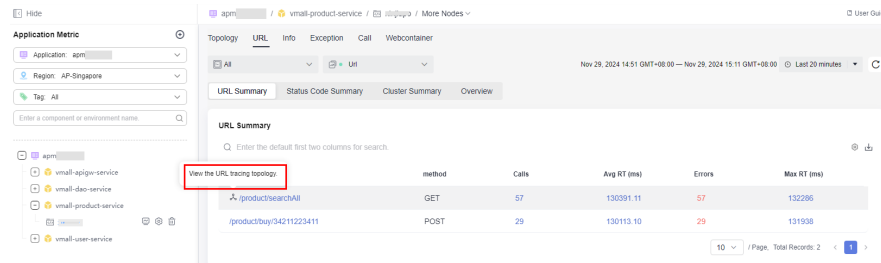 Hide
apm / vmall-product-service / / More Nodes
User Gui
Application Metric
Topology URL Info Exception Call Webcontainer
Application: apm
All
Url
Nov 29, 2024 14:51 GMT+08:00 — Nov 29, 2024 15:11 GMT+08:00
Last 20 minutes
Region: AP-Singapore
URL Summary Status Code Summary Cluster Summary Overview
Tag: All
Enter a component or environment name.
URL Summary
Enter the default first two columns for search.
apm
vmall-apigw-service
View the URL tracing topology.
method Calls Avg RT (ms) Errors Max RT (ms)
vmall-dao-service
/product/searchAll GET 57 130391.11 57 132286
vmall-product-service
/product/buy/34211223411 POST 29 130113.10 29 131938
vmall-user-service
10 / Page, Total Records: 2 < 1 >